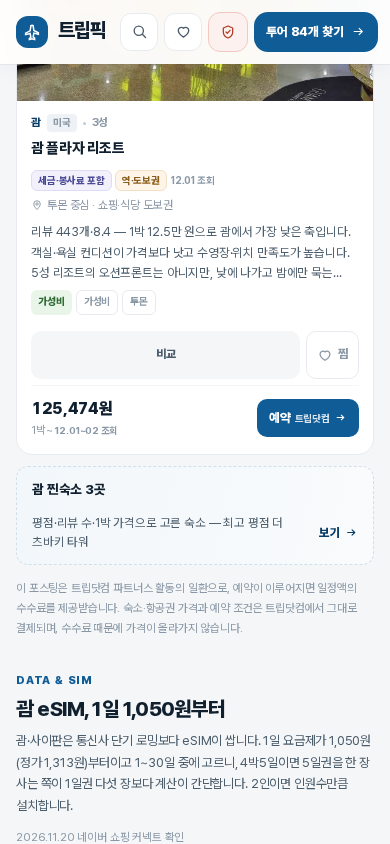 트립픽
투어 84개 찾기 →
괌 미국 · 3성
괌 플라자 리조트
세금·봉사료 포함 역·도보권 12.01 조회
투몬 중심 · 쇼핑·식당 도보권
리뷰 443개·8.4 — 1박 12.5만 원으로 괌에서 가장 낮은 축입니다.
객실·욕실 컨디션이 가격보다 낫고 수영장·위치 만족도가 높습니다.
5성 리조트의 오션프론트는 아니지만, 낮에 나가고 밤에만 묵는...
가성비 가성비 투몬
비교
찜
125,474원
1박~ 12.01–02 조회
예약 트립닷컴 →
괌 찐숙소 3곳
평점·리뷰 수·1박 가격으로 고른 숙소 — 최고 평점 더
츠바키 타워
보기 →
이 포스팅은 트립닷컴 파트너스 활동의 일환으로, 예약이 이루어지면 일정액의
수수료를 제공받습니다. 숙소·항공권 가격과 예약 조건은 트립닷컴에서 그대로
결제되며, 수수료 때문에 가격이 올라가지 않습니다.
DATA & SIM
괌 eSIM, 1일 1,050원부터
괌·사이판은 통신사 단기 로밍보다 eSIM이 쌉니다. 1일 요금제가 1,050원
(정가 1,313원)부터이고 1~30일 중에 고르니, 4박5일이면 5일권을 한 장
사는 쪽이 1일권 다섯 장보다 계산이 간단합니다. 2인이면 인원수만큼
설치합니다.
2026.11.20 네이버 쇼핑 커넥트 확인